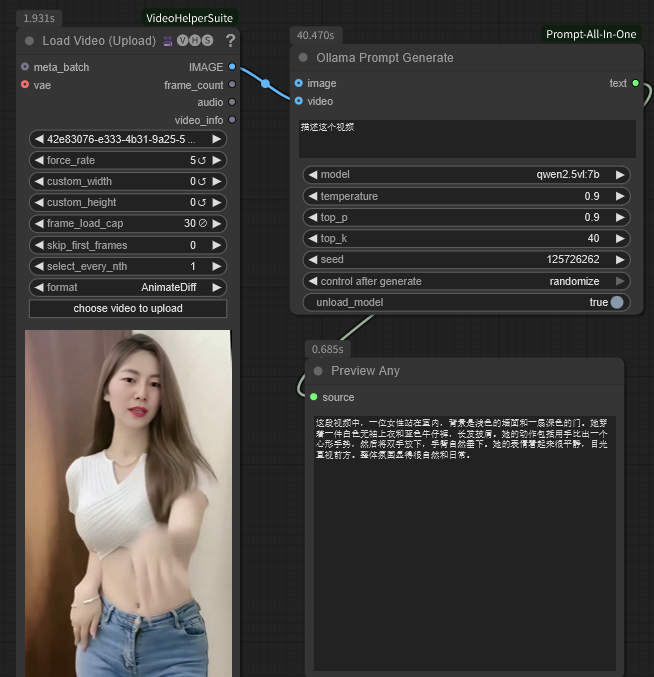 1.931s
VideoHelperSuite
Load Video (Upload) VHS ?
meta_batch IMAGE
vae frame_count
audio
video_info
42e83076-e333-4b31-9a25-5 ...
force_rate 5
custom_width 0
custom_height 0
frame_load_cap 30
skip_first_frames 0
select_every_nth 1
format AnimateDiff
choose video to upload
40.470s
Prompt-All-In-One
Ollama Prompt Generate
image text
video
描述这个视频
model qwen2.5vl:7b
temperature 0.9
top_p 0.9
top_k 40
seed 125726262
control after generate randomize
unload_model true
0.685s
Preview Any
source
这段视频中，一位女性站在室内，背景是浅色的墙面和一扇深色的门。她穿
着一件白色无袖上衣和蓝色牛仔裤，长发披肩。她的动作包括用手比出一个
心形手势，然后将双手放下，手臂自然垂下。她的表情看起来很平静，目光
直视前方。整体氛围显得很自然和日常。